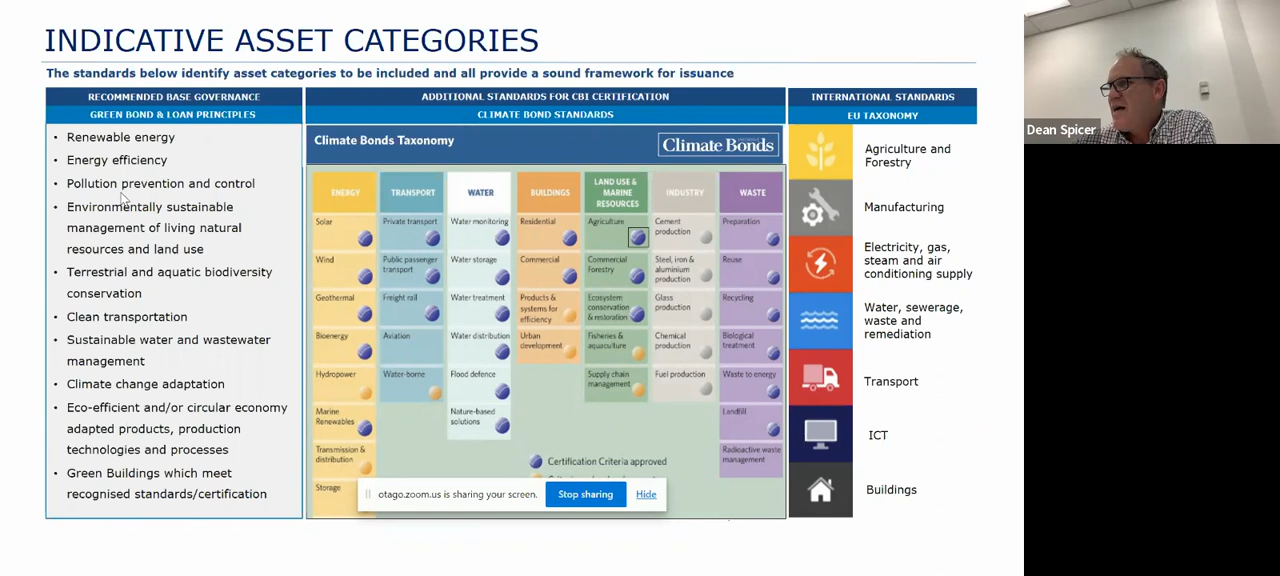 INDICATIVE ASSET CATEGORIES
The standards below identify asset categories to be included and all provide a sound framework for issuance
RECOMMENDED BASE GOVERNANCE
GREEN BOND & LOAN PRINCIPLES
• Renewable energy
• Energy efficiency
• Pollution prevention and control
• Environmentally sustainable
management of living natural
resources and land use
• Terrestrial and aquatic biodiversity
conservation
• Clean transportation
• Sustainable water and wastewater
management
• Climate change adaptation
• Eco-efficient and/or circular economy
adapted products, production
technologies and processes
• Green Buildings which meet
recognised standards/certification
ADDITIONAL STANDARDS FOR CBI CERTIFICATION
CLIMATE BOND STANDARDS
Climate Bonds Taxonomy
Climate Bonds
ENERGY
Solar
Wind
Geothermal
Bioenergy
Hydropower
Marine
Renewables
Transmission &
distribution
Storage
TRANSPORT
Private transport
Public passenger
transport
Freight rail
Aviation
Water-borne
WATER
Water monitoring
Water storage
Water treatment
Water distribution
Flood defence
Nature-based
solutions
BUILDINGS
Residential
Commercial
Products &
systems for
efficiency
Urban
development
LAND USE &
MARINE
RESOURCES
Agriculture
Commercial
Forestry
Ecosystem
conservation
& restoration
Fisheries &
aquaculture
Supply chain
management
INDUSTRY
Cement
production
Steel, iron &
aluminium
production
Glass
production
Chemical
production
Fuel production
WASTE
Preparation
Reuse
Recycling
Biological
treatment
Waste to energy
Landfill
Radioactive waste
management
Certification Criteria approved
otago.zoom.us is sharing your screen.
Stop sharing
Hide
INTERNATIONAL STANDARDS
EU TAXONOMY
Agriculture and
Forestry
Manufacturing
Electricity, gas,
steam and air
conditioning supply
Water, sewerage,
waste and
remediation
Transport
ICT
Buildings
Dean Spicer